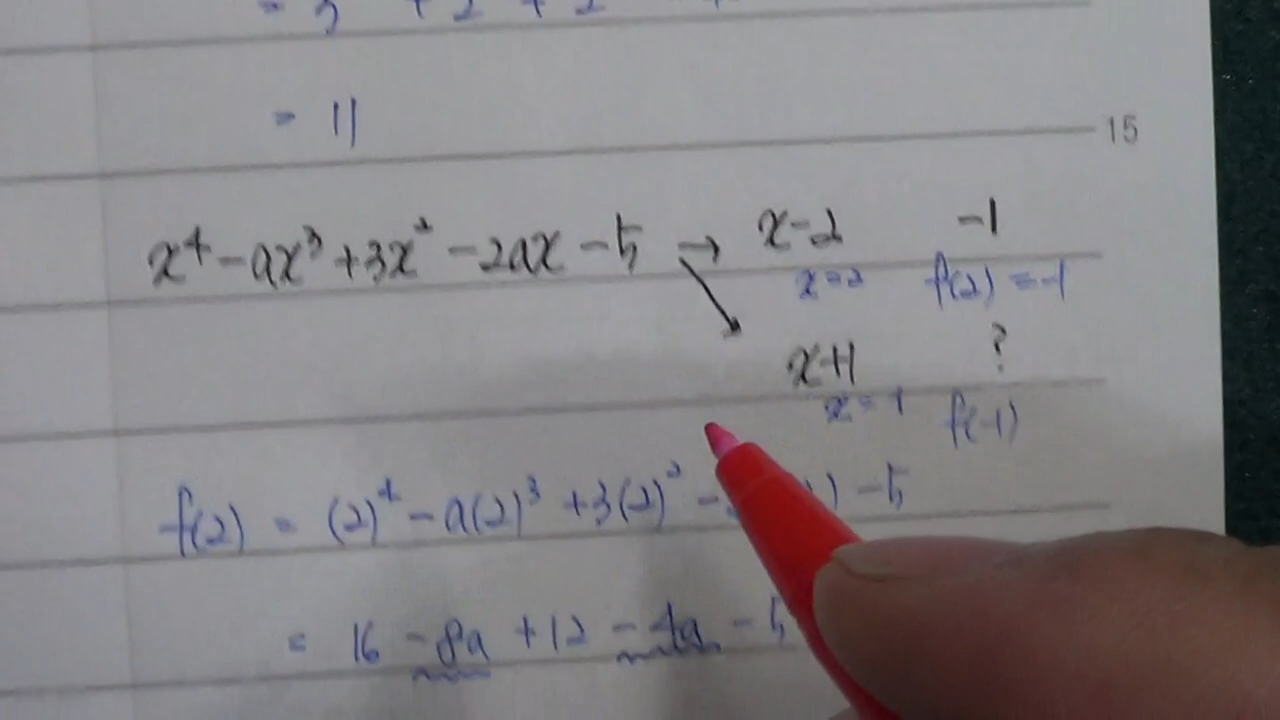 = 11
15
x⁴ - ax³ + 3x² - 2ax - 5 → x-2 -1
x=2 f(2) = -1
x+1 ?
x=-1 f(-1)
f(2) = (2)⁴ - a(2)³ + 3(2)² - ) - 5
= 16 - 8a + 12 - 4a - 5